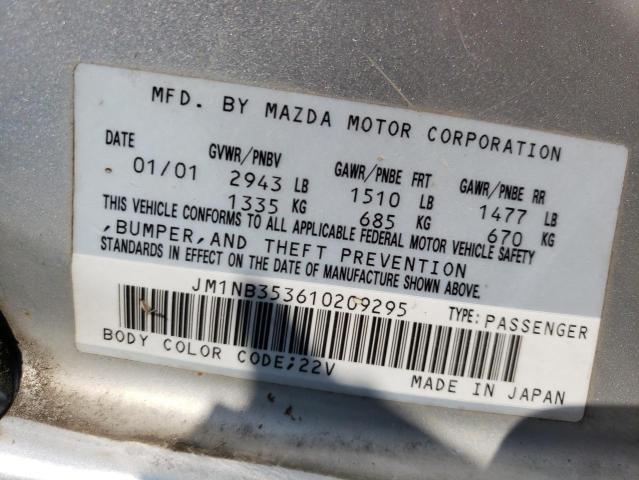 MFD. BY MAZDA MOTOR CORPORATION
DATE GVWR/PNBV GAWR/PNBE FRT GAWR/PNBE RR
01/01 2943 LB 1510 LB 1477 LB
1335 KG 685 KG 670 KG
THIS VEHICLE CONFORMS TO ALL APPLICABLE FEDERAL MOTOR VEHICLE SAFETY
,BUMPER,AND THEFT PREVENTION
STANDARDS IN EFFECT ON THE DATE OF MANUFACTURE SHOWN ABOVE.
JM1NB353610209295 TYPE:PASSENGER
BODY COLOR CODE;22V MADE IN JAPAN